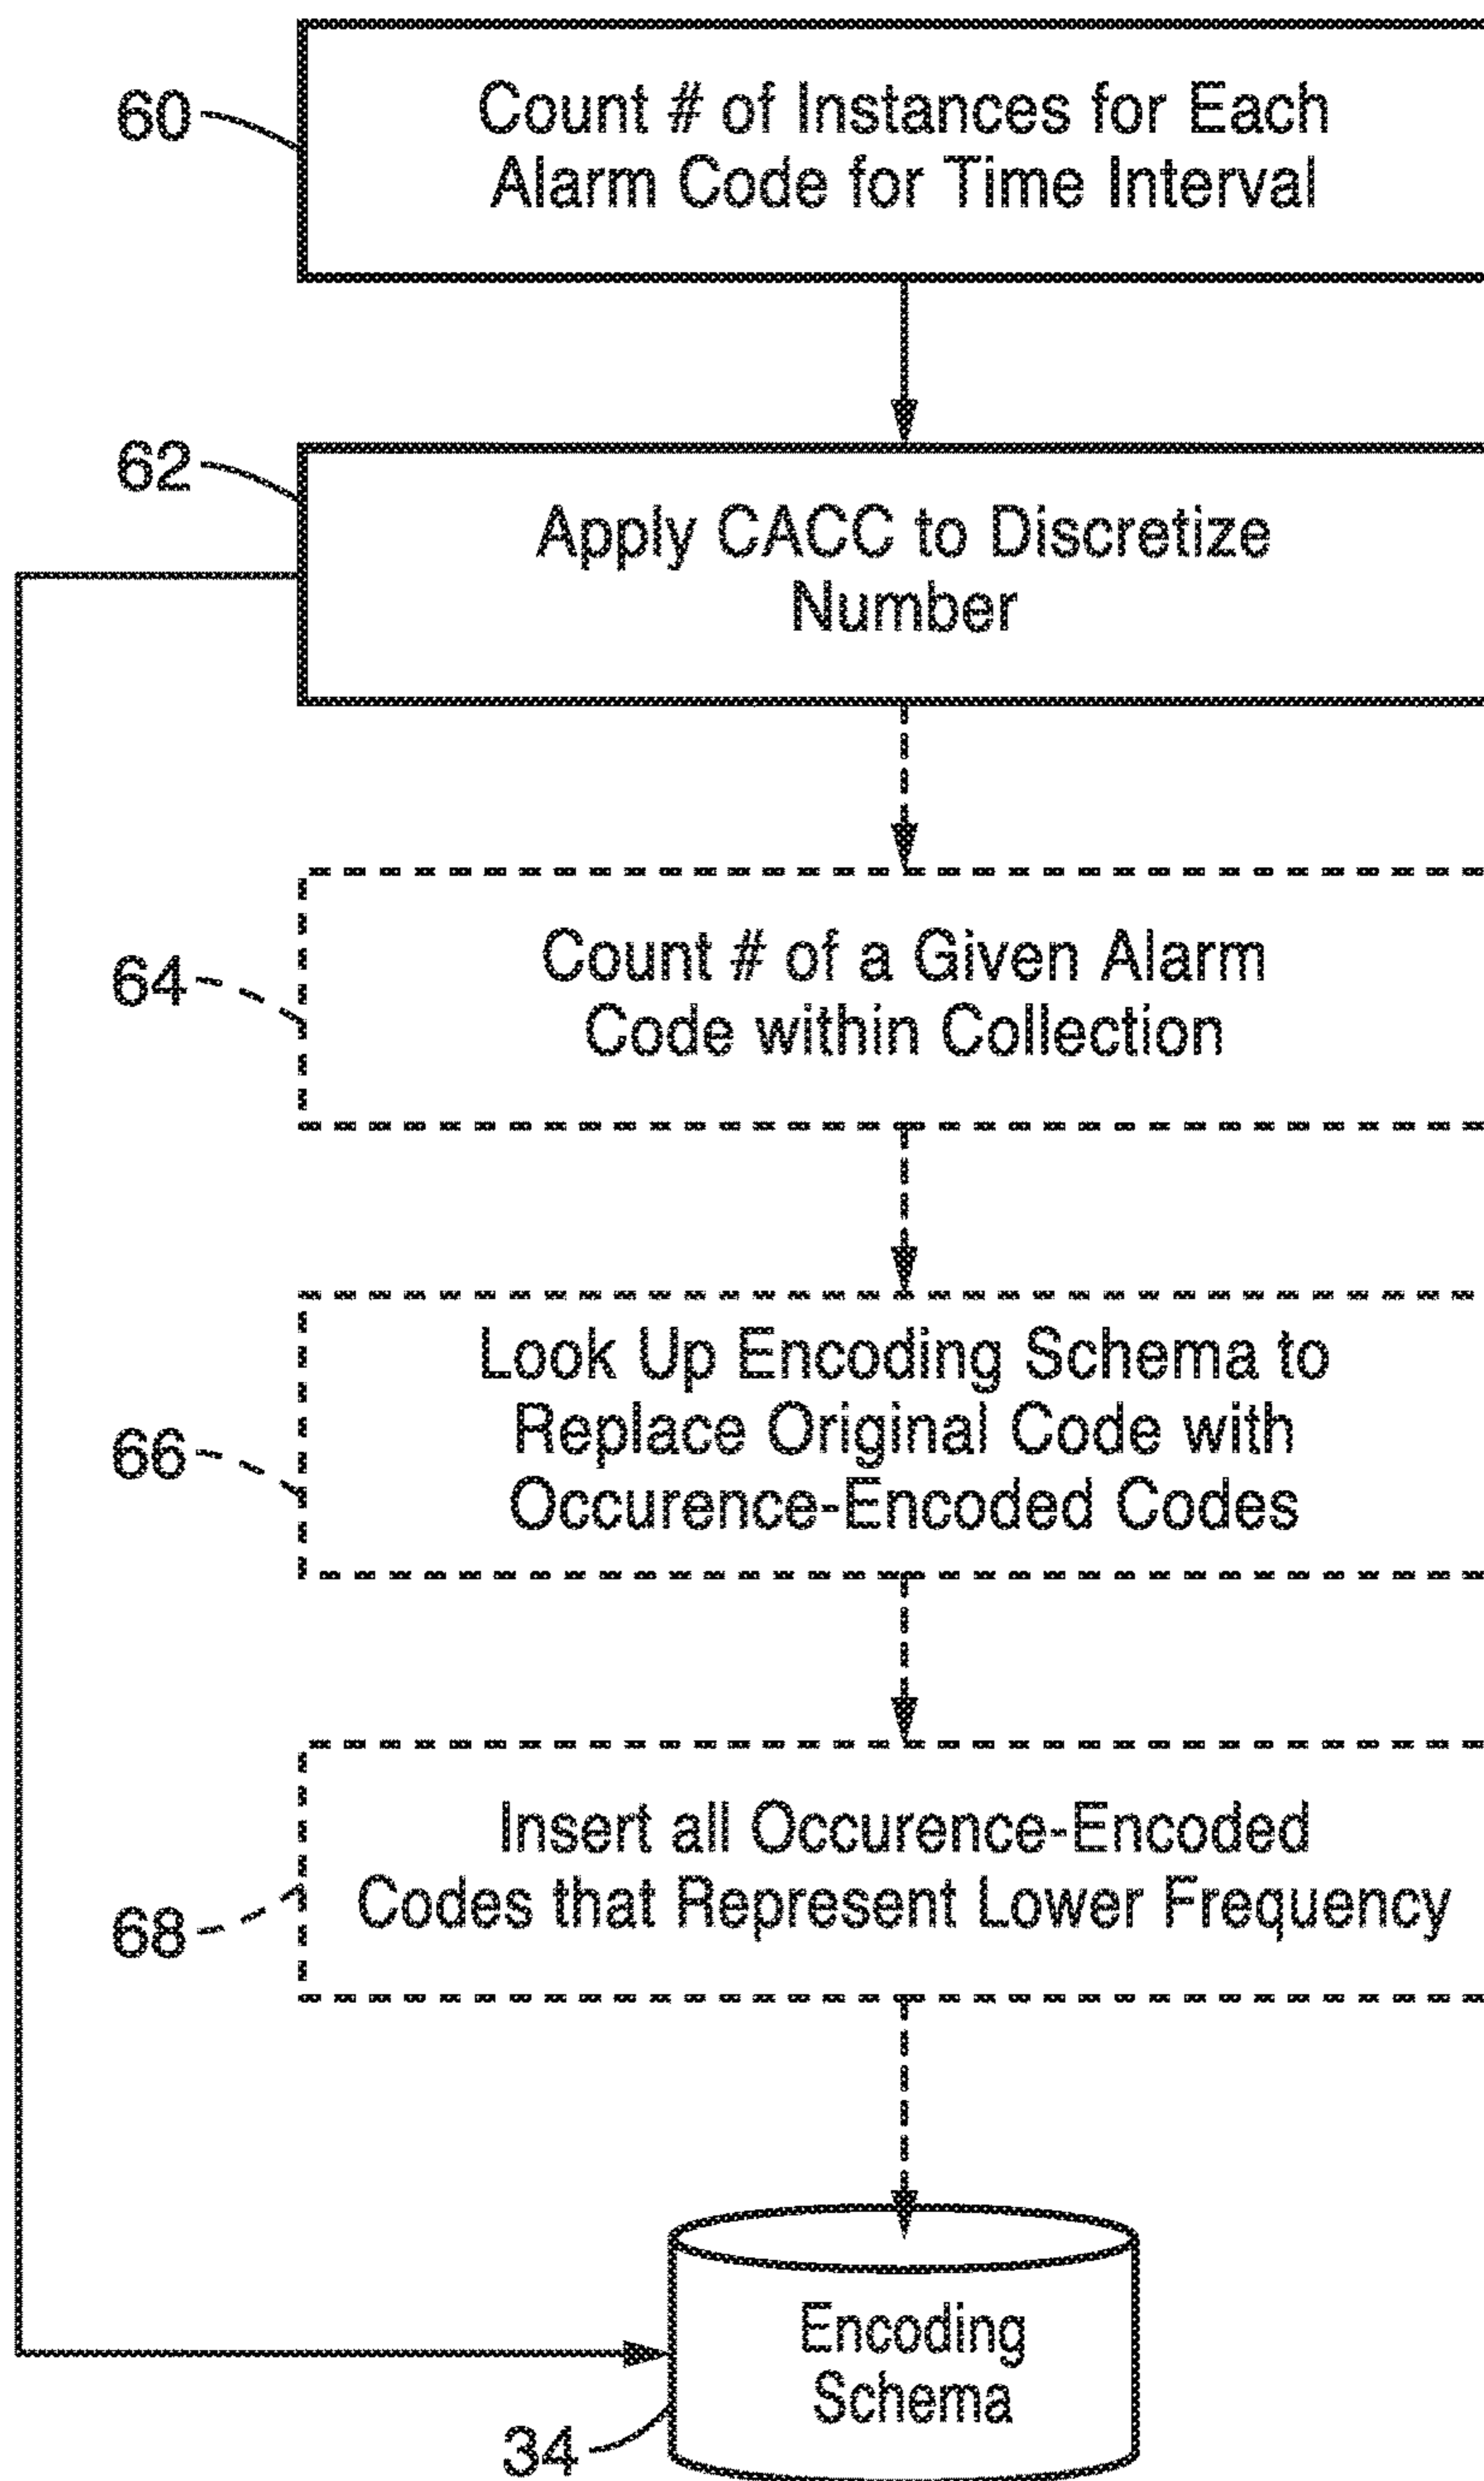 60
Count # of Instances for Each
Alarm Code for Time Interval
62
Apply CACC to Discretize
Number
64
Count # of a Given Alarm
Code within Collection
66
Look Up Encoding Schema to
Replace Original Code with
Occurence-Encoded Codes
68
Insert all Occurence-Encoded
Codes that Represent Lower Frequency
Encoding
Schema
34